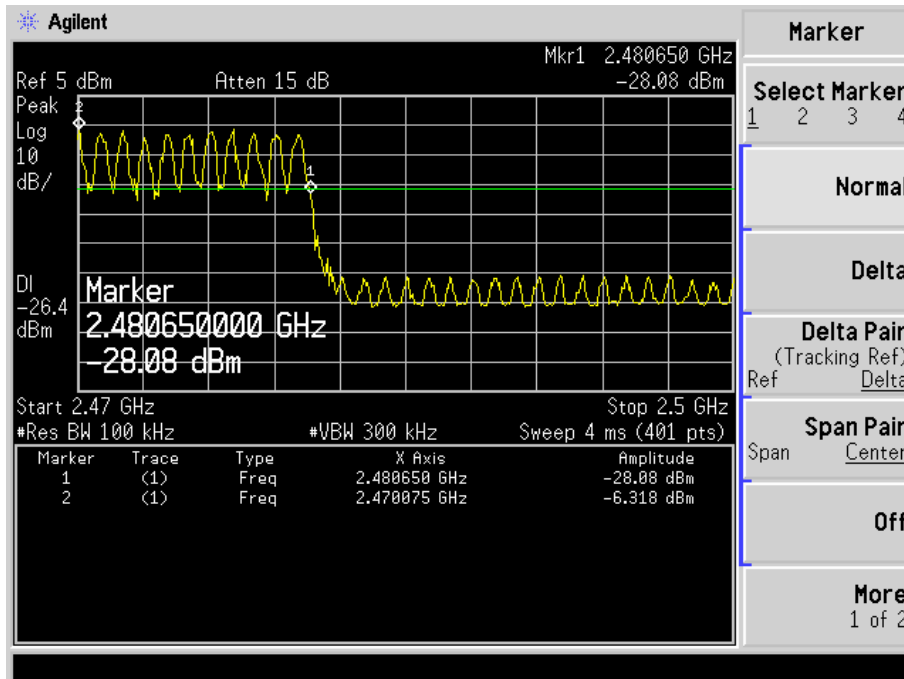 Agilent
Marker
Mkr1 2.480650 GHz
Ref 5 dBm Atten 15 dB -28.08 dBm
Peak
Log
10
dB/
2
1
DI
-26.4
dBm
Marker
2.480650000 GHz
-28.08 dBm
Start 2.47 GHz Stop 2.5 GHz
#Res BW 100 kHz #VBW 300 kHz Sweep 4 ms (401 pts)
Marker Trace Type X Axis Amplitude
1 (1) Freq 2.480650 GHz -28.08 dBm
2 (1) Freq 2.470075 GHz -6.318 dBm
Select Marker
1 2 3 4
Normal
Delta
Delta Pair
(Tracking Ref)
Ref Delta
Span Pair
Span Center
Off
More
1 of 2